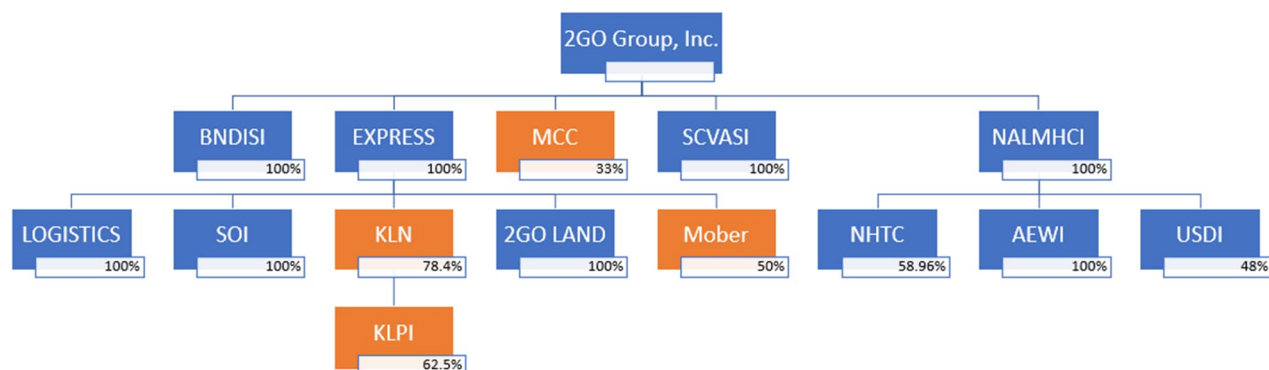 2GO Group, Inc.
BNDISI
100%
EXPRESS
100%
MCC
33%
SCVASI
100%
NALMHCI
100%
LOGISTICS
100%
SOI
100%
KLN
78.4%
2GO LAND
100%
Mober
50%
NHTC
58.96%
AEWI
100%
USDI
48%
KLPI
62.5%